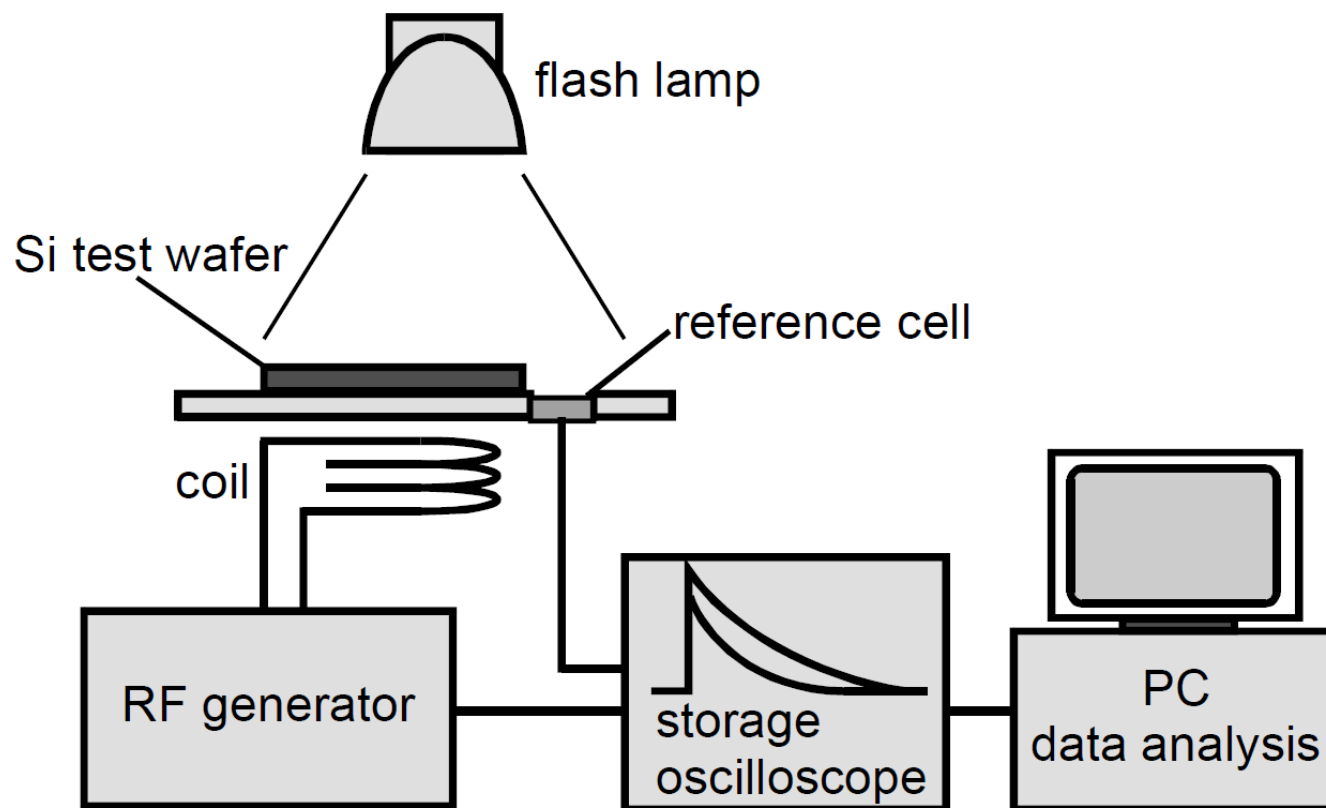 flash lamp
Si test wafer
reference cell
coil
RF generator
storage
oscilloscope
PC
data analysis